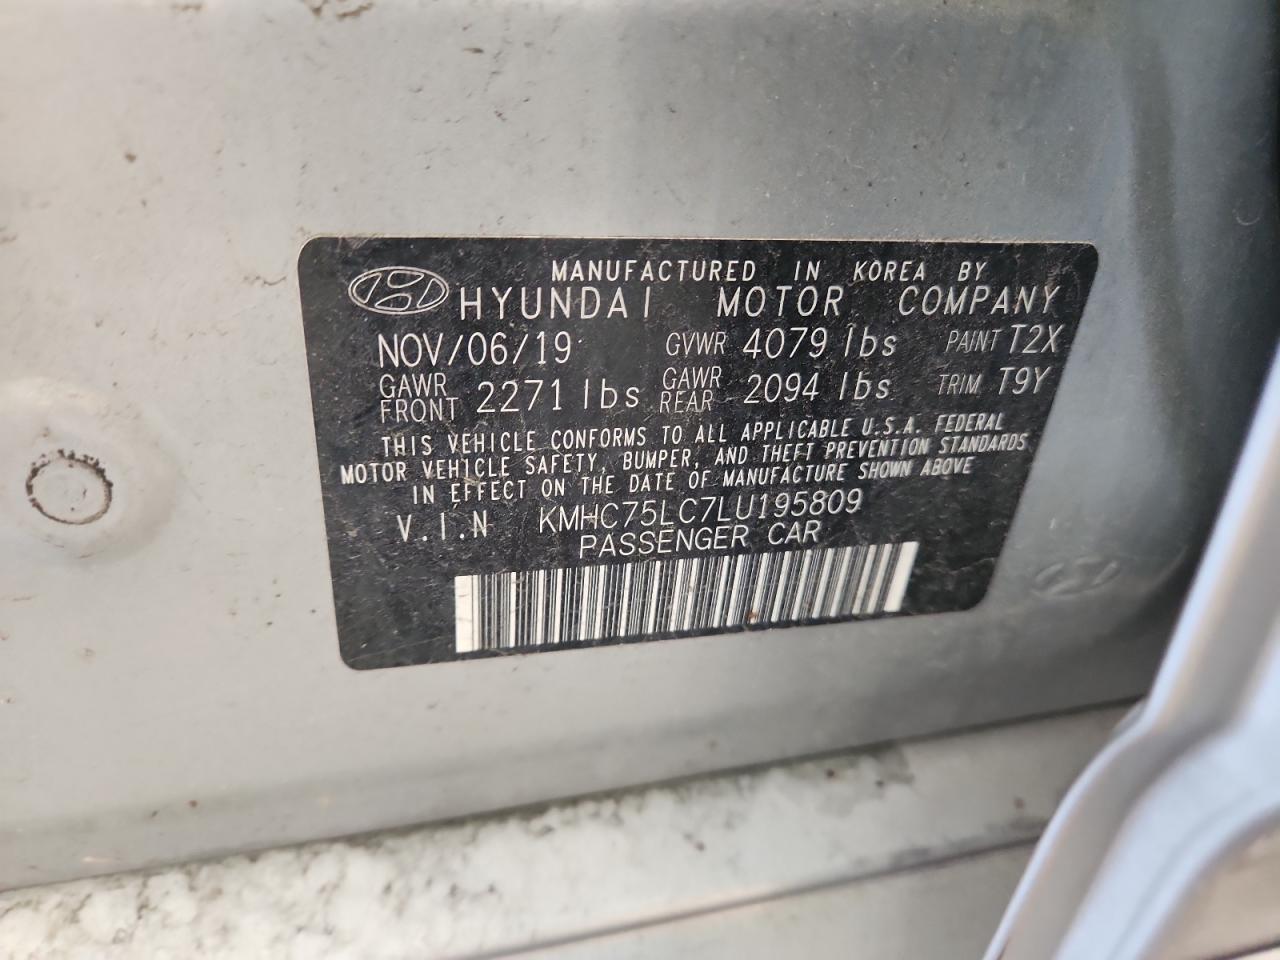 MANUFACTURED IN KOREA BY
HYUNDAI MOTOR COMPANY
NOV/06/19 GVWR 4079 lbs PAINT T2X
GAWR FRONT 2271 lbs GAWR REAR 2094 lbs TRIM T9Y
THIS VEHICLE CONFORMS TO ALL APPLICABLE U.S.A. FEDERAL
MOTOR VEHICLE SAFETY, BUMPER, AND THEFT PREVENTION STANDARDS
IN EFFECT ON THE DATE OF MANUFACTURE SHOWN ABOVE
V.I.N KMHC75LC7LU195809
PASSENGER CAR